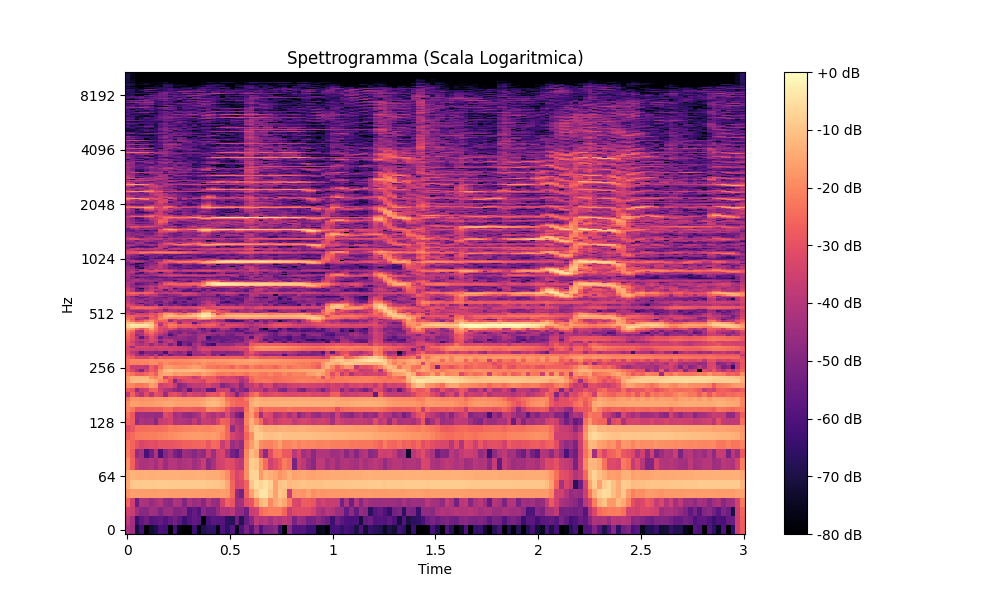 Spettrogramma (Scala Logaritmica)
Hz
8192
4096
2048
1024
512
256
128
64
0
0 0.5 1 1.5 2 2.5 3
Time
+0 dB
-10 dB
-20 dB
-30 dB
-40 dB
-50 dB
-60 dB
-70 dB
-80 dB